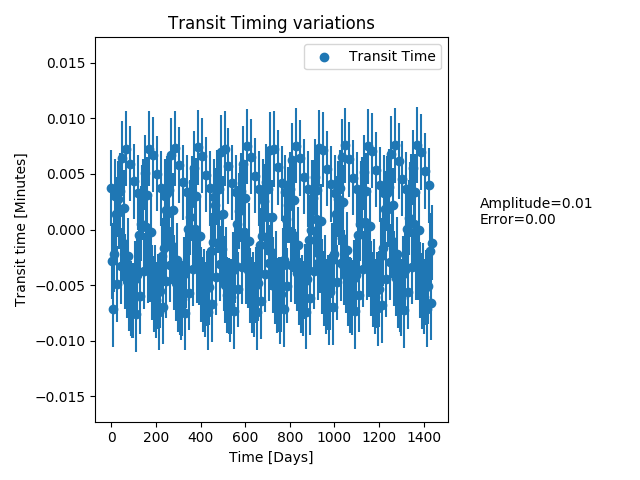 Transit Timing variations
Transit Time
0.015
0.010
0.005
0.000
−0.005
−0.010
−0.015
Transit time [Minutes]
0 200 400 600 800 1000 1200 1400
Time [Days]
Amplitude=0.01
Error=0.00